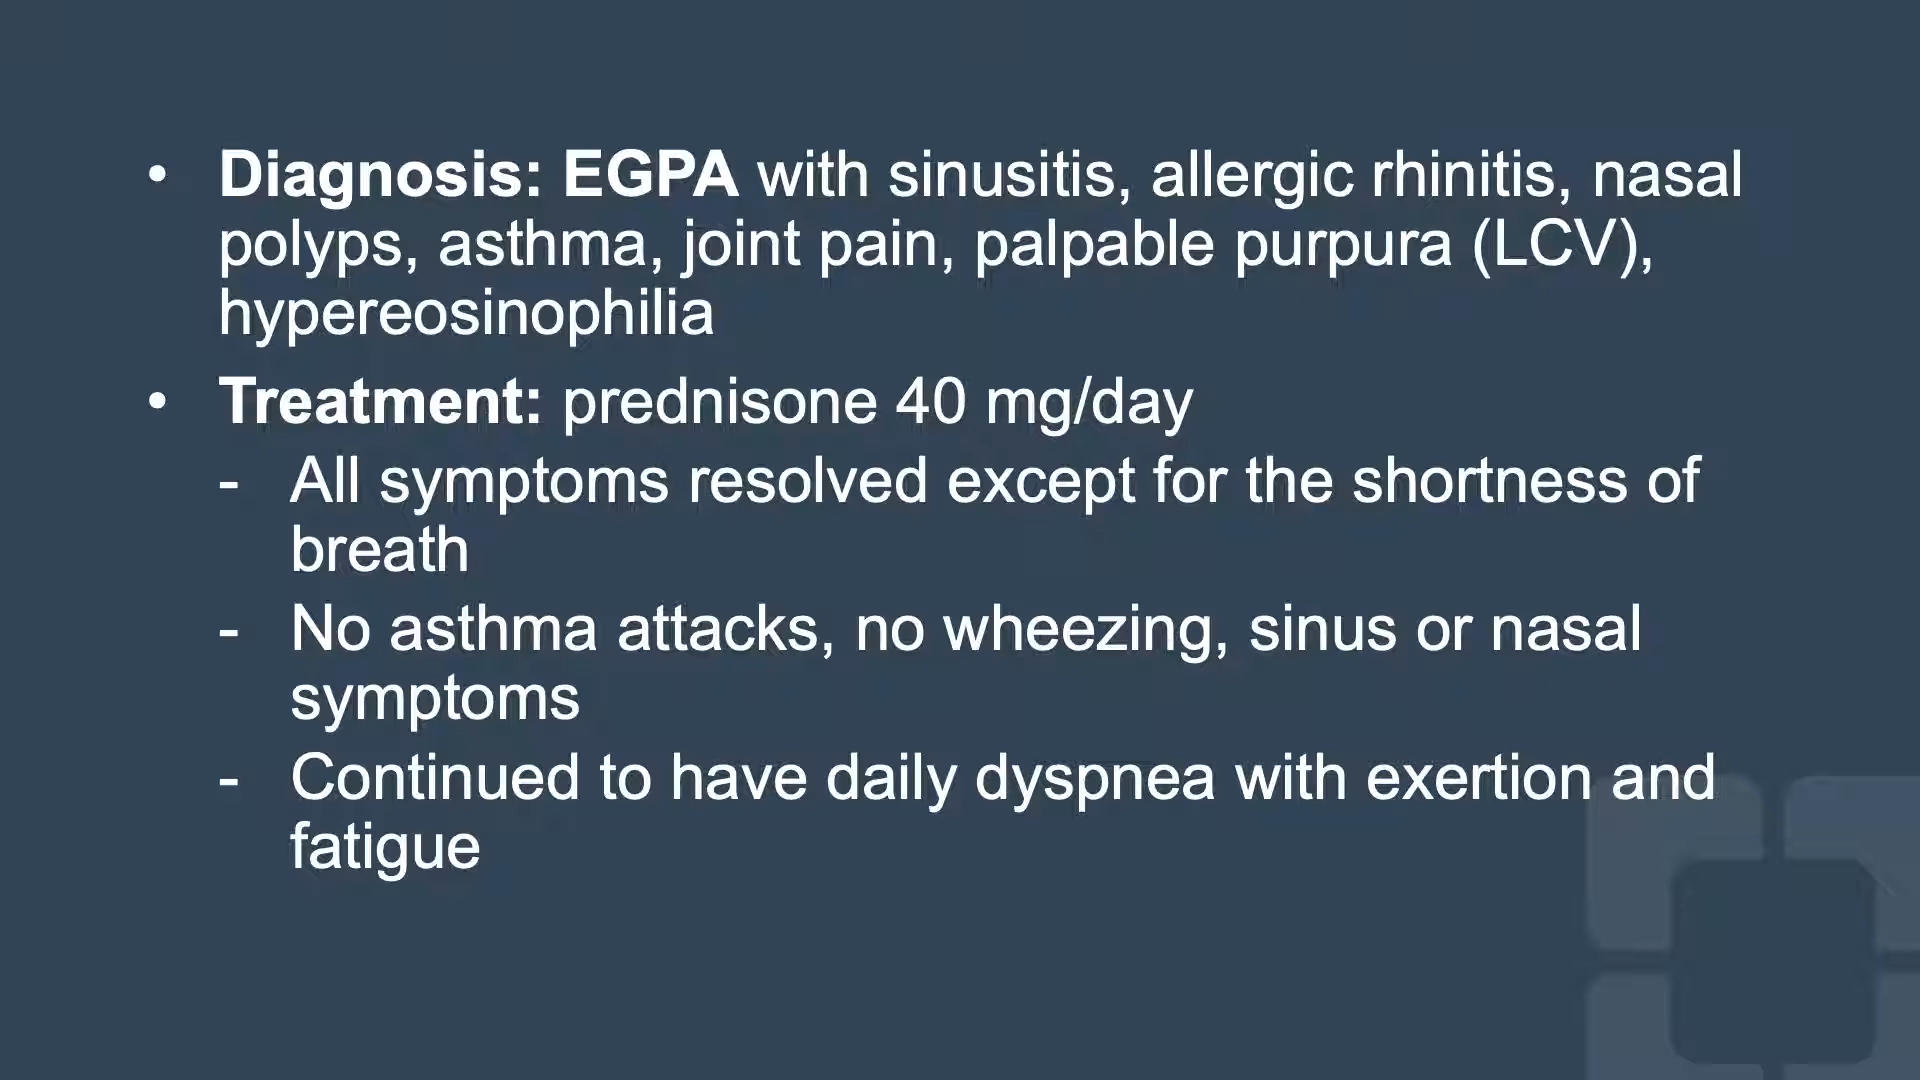 • Diagnosis: EGPA with sinusitis, allergic rhinitis, nasal
polyps, asthma, joint pain, palpable purpura (LCV),
hypereosinophilia
• Treatment: prednisone 40 mg/day
- All symptoms resolved except for the shortness of
breath
- No asthma attacks, no wheezing, sinus or nasal
symptoms
- Continued to have daily dyspnea with exertion and
fatigue